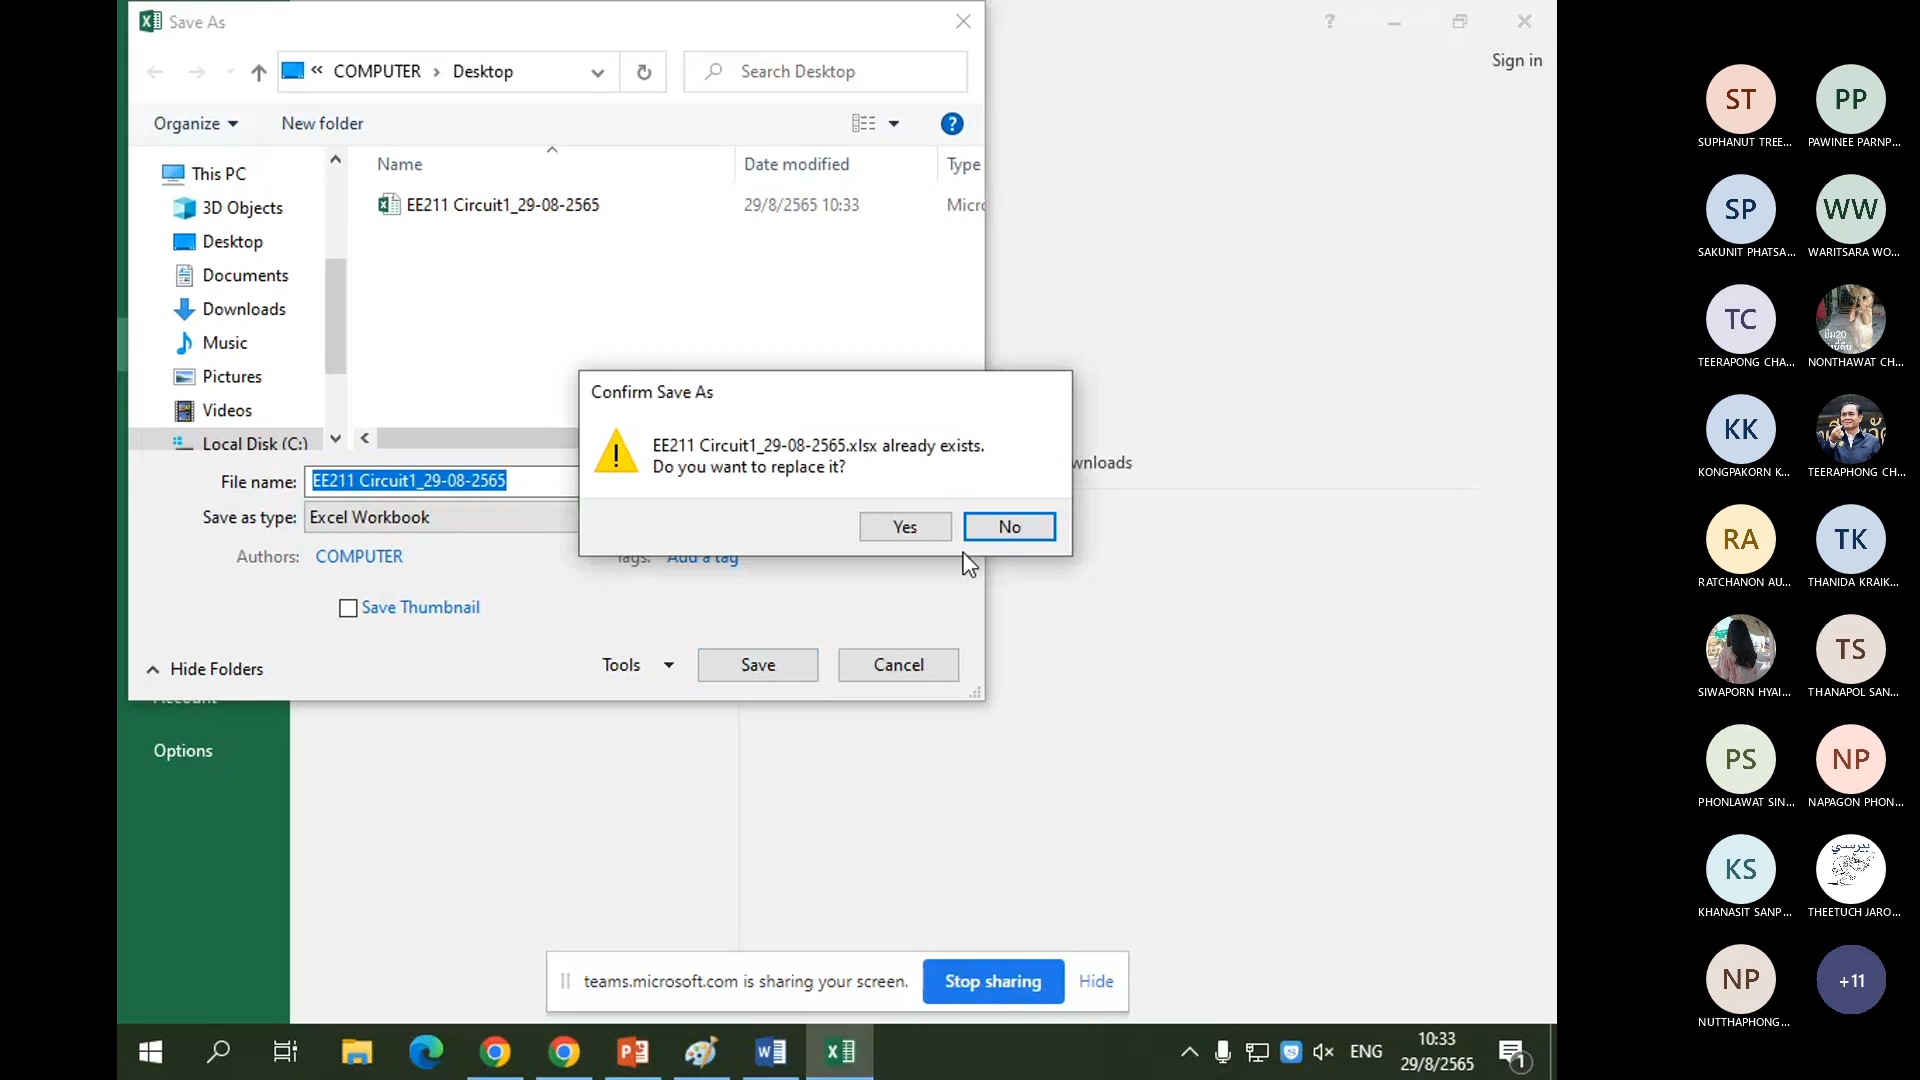 Save As
Sign in
COMPUTER
Desktop
Search Desktop
Organize
New folder
This PC
3D Objects
Desktop
Documents
Downloads
Music
Pictures
Videos
Local Disk (C:)
Name
Date modified
Type
EE211 Circuit1_29-08-2565
29/8/2565 10:33
Micro
File name:
EE211 Circuit1_29-08-2565
Save as type:
Excel Workbook
Authors:
COMPUTER
Tags:
Add a tag
Save Thumbnail
Hide Folders
Tools
Save
Cancel
Confirm Save As
EE211 Circuit1_29-08-2565.xlsx already exists.
Do you want to replace it?
Yes
No
wnloads
Account
Options
teams.microsoft.com is sharing your screen.
Stop sharing
Hide
ENG
10:33
29/8/2565
1
ST
SUPHANUT TREE...
PP
PAWINEE PARNP...
SP
SAKUNIT PHATSA...
WW
WARITSARA WO...
TC
TEERAPONG CHA...
NONTHAWAT CH...
KK
KONGPAKORN K...
TEERAPHONG CH...
RA
RATCHANON AU...
TK
THANIDA KRAIK...
SIWAPORN HYAI...
TS
THANAPOL SAN...
PS
PHONLAWAT SIN...
NP
NAPAGON PHON...
KS
KHANASIT SANP...
THEETUCH JARO...
NP
NUTTHAPHONG...
+11